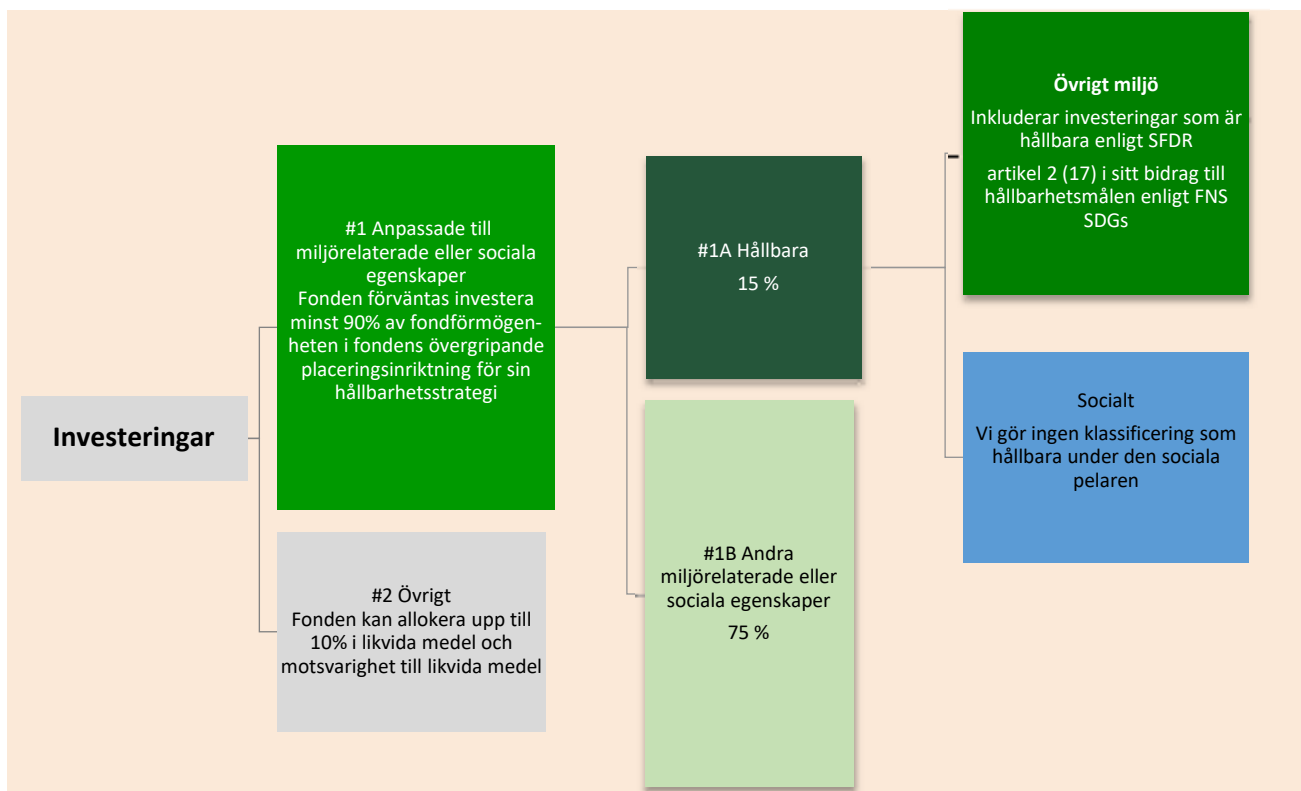 Investeringar
#1 Anpassade till
miljörelaterade eller sociala
egenskaper
Fonden förväntas investera
minst 90% av fondförmögen-
heten i fondens övergripande
placeringsinriktning för sin
hållbarhetsstrategi
#2 Övrigt
Fonden kan allokera upp till
10% i likvida medel och
motsvarighet till likvida medel
#1A Hållbara
15 %
#1B Andra
miljörelaterade eller
sociala egenskaper
75 %
Övrigt miljö
Inkluderar investeringar som är
hållbara enligt SFDR
artikel 2 (17) i sitt bidrag till
hållbarhetsmålen enligt FNS
SDGs
Socialt
Vi gör ingen klassificering som
hållbara under den sociala
pelaren